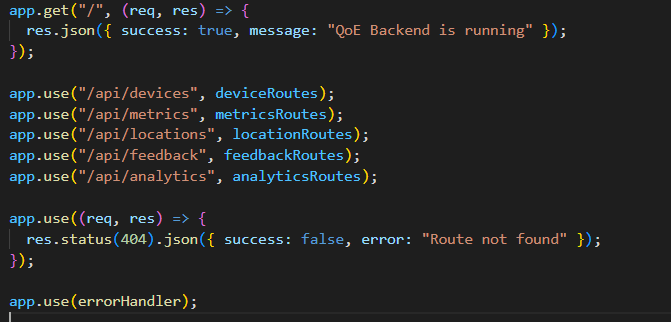 app.get("/", (req, res) => {
  res.json({ success: true, message: "QoE Backend is running" });
});
app.use("/api/devices", deviceRoutes);
app.use("/api/metrics", metricsRoutes);
app.use("/api/locations", locationRoutes);
app.use("/api/feedback", feedbackRoutes);
app.use("/api/analytics", analyticsRoutes);
app.use((req, res) => {
  res.status(404).json({ success: false, error: "Route not found" });
});
app.use(errorHandler);